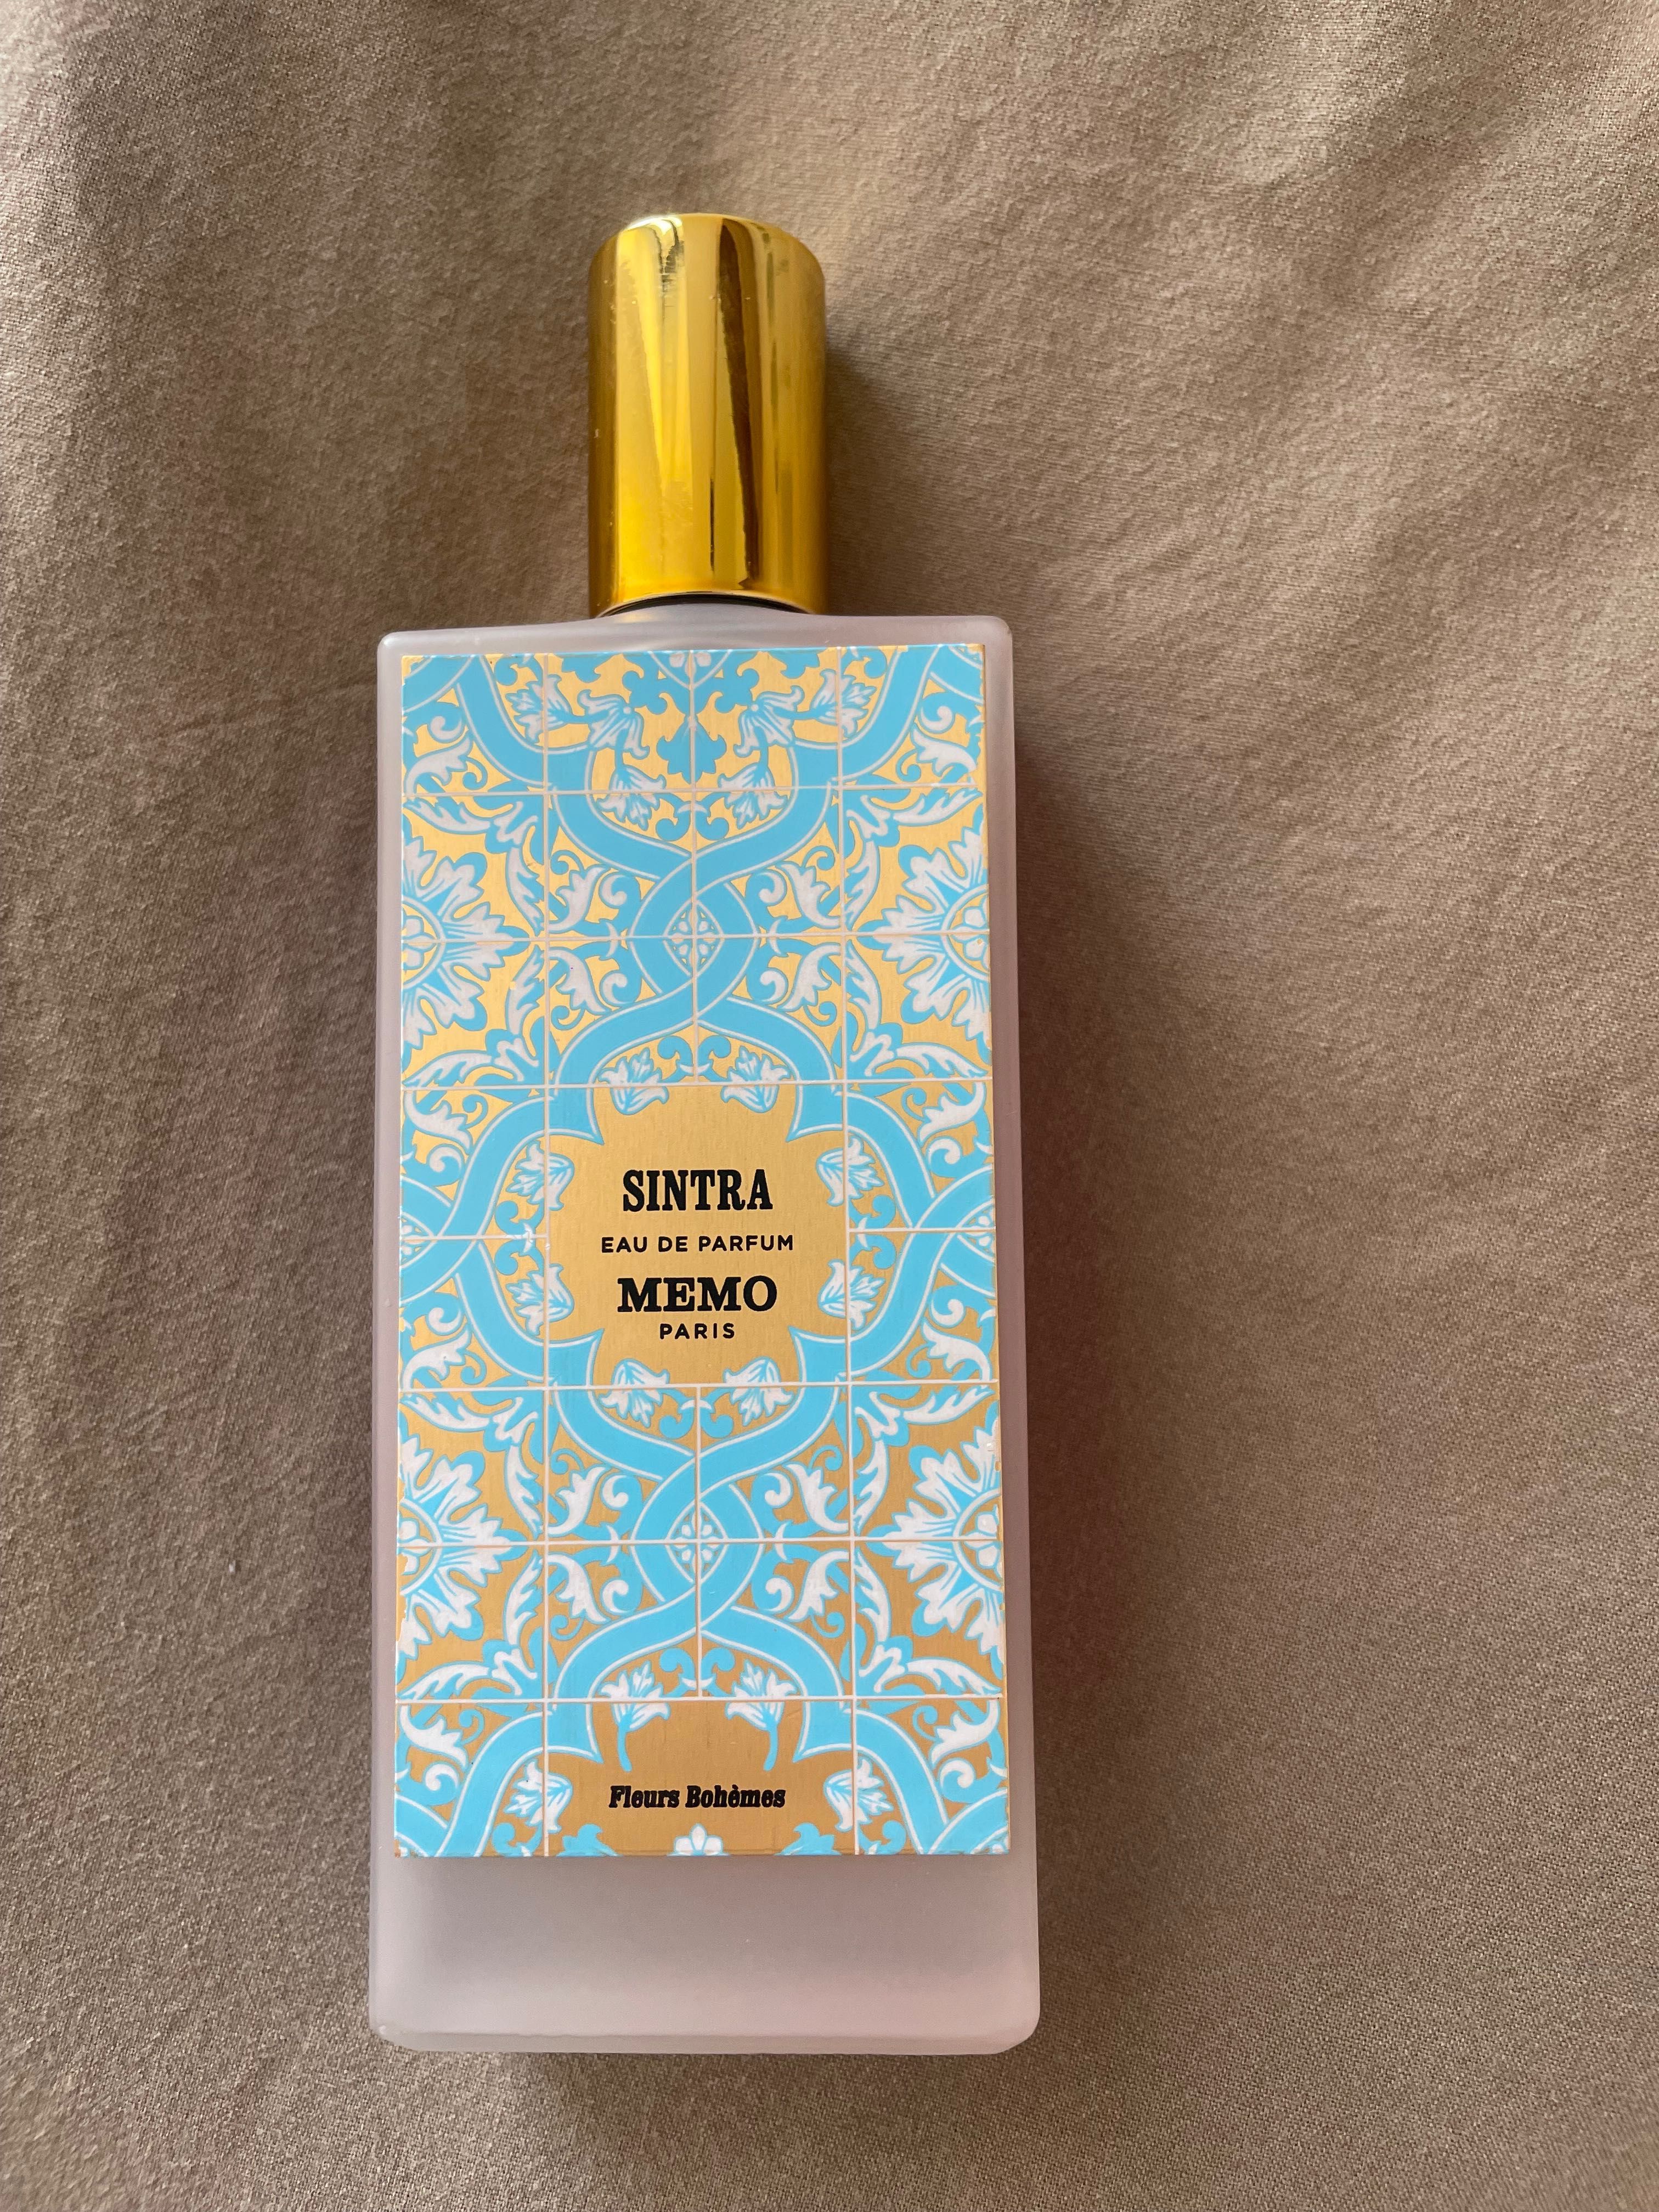 SINTRA
EAU DE PARFUM
MEMO
PARIS
Fleurs Bohèmes